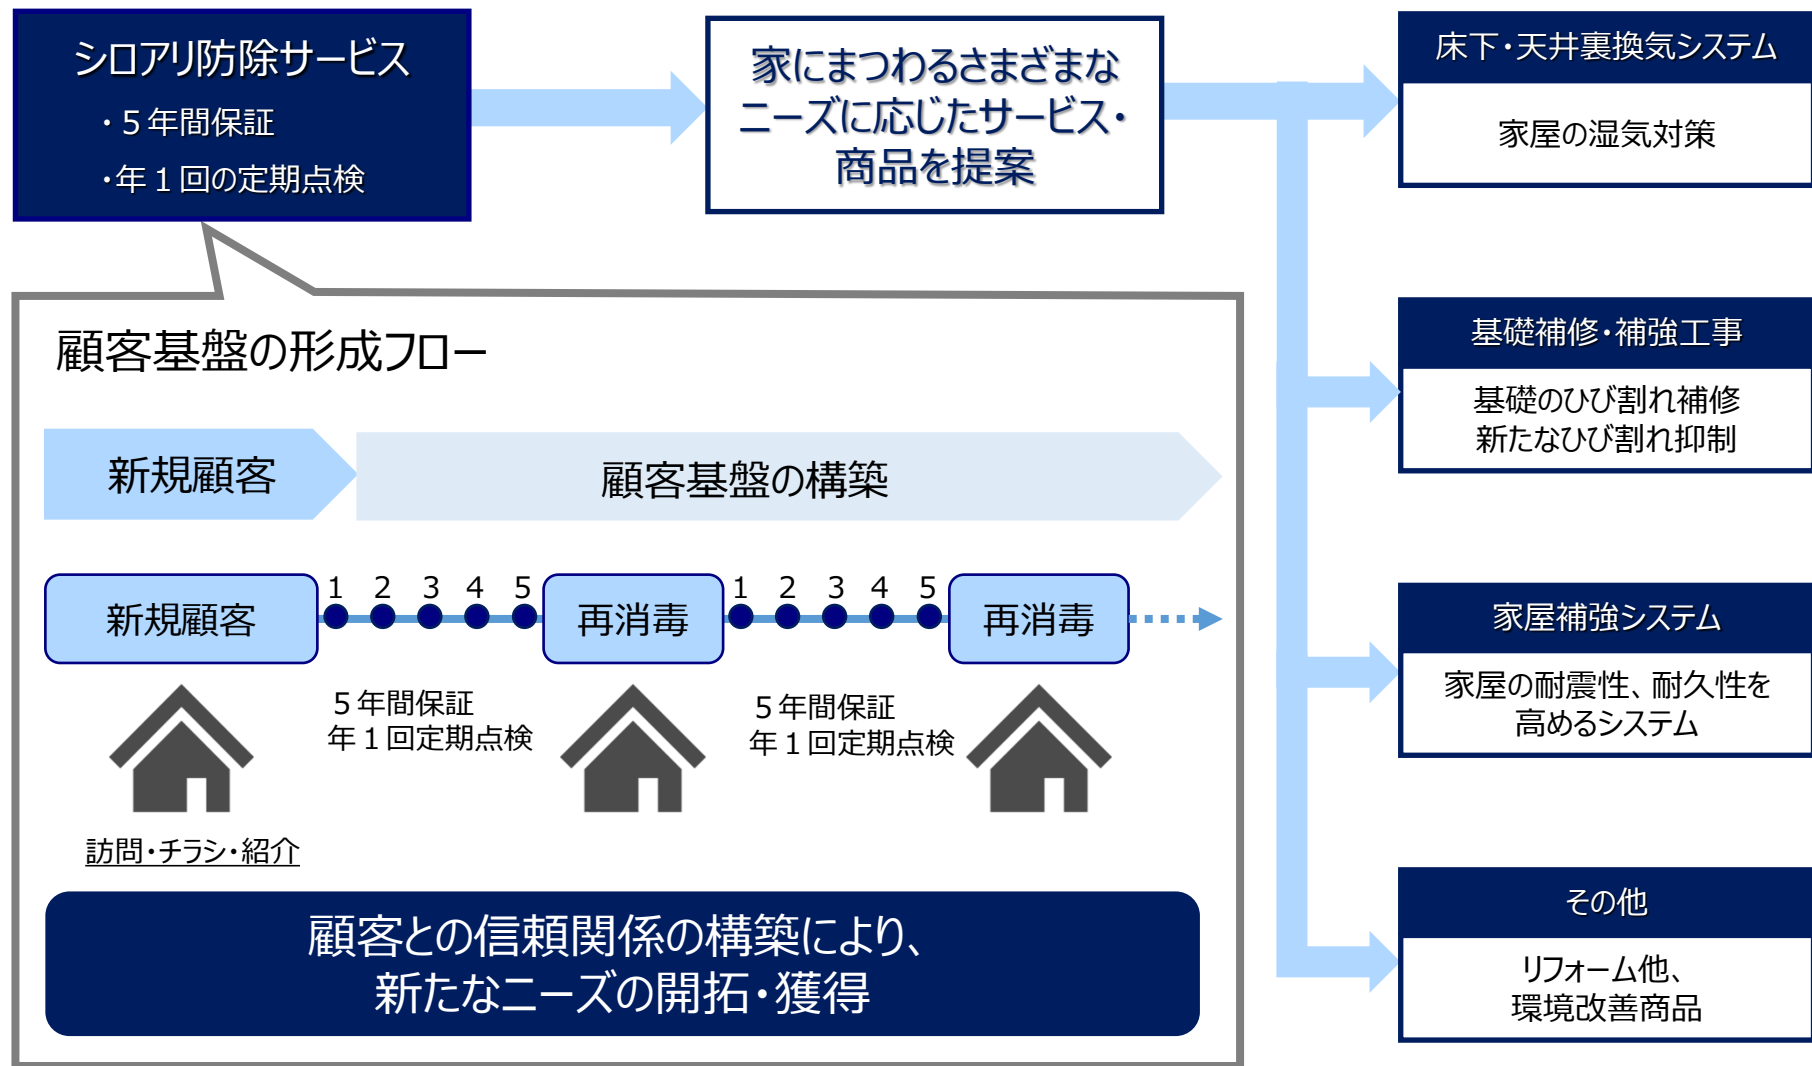 シロアリ防除サービス
・５年間保証
・年１回の定期点検
家にまつわるさまざまな
ニーズに応じたサービス・
商品を提案
床下・天井裏換気システム
家屋の湿気対策
基礎補修・補強工事
基礎のひび割れ補修
新たなひび割れ抑制
家屋補強システム
家屋の耐震性、耐久性を
高めるシステム
その他
リフォーム他、
環境改善商品
顧客基盤の形成フロー
新規顧客
顧客基盤の構築
新規顧客
1 2 3 4 5
再消毒
1 2 3 4 5
再消毒
５年間保証
年１回定期点検
５年間保証
年１回定期点検
訪問・チラシ・紹介
顧客との信頼関係の構築により、
新たなニーズの開拓・獲得